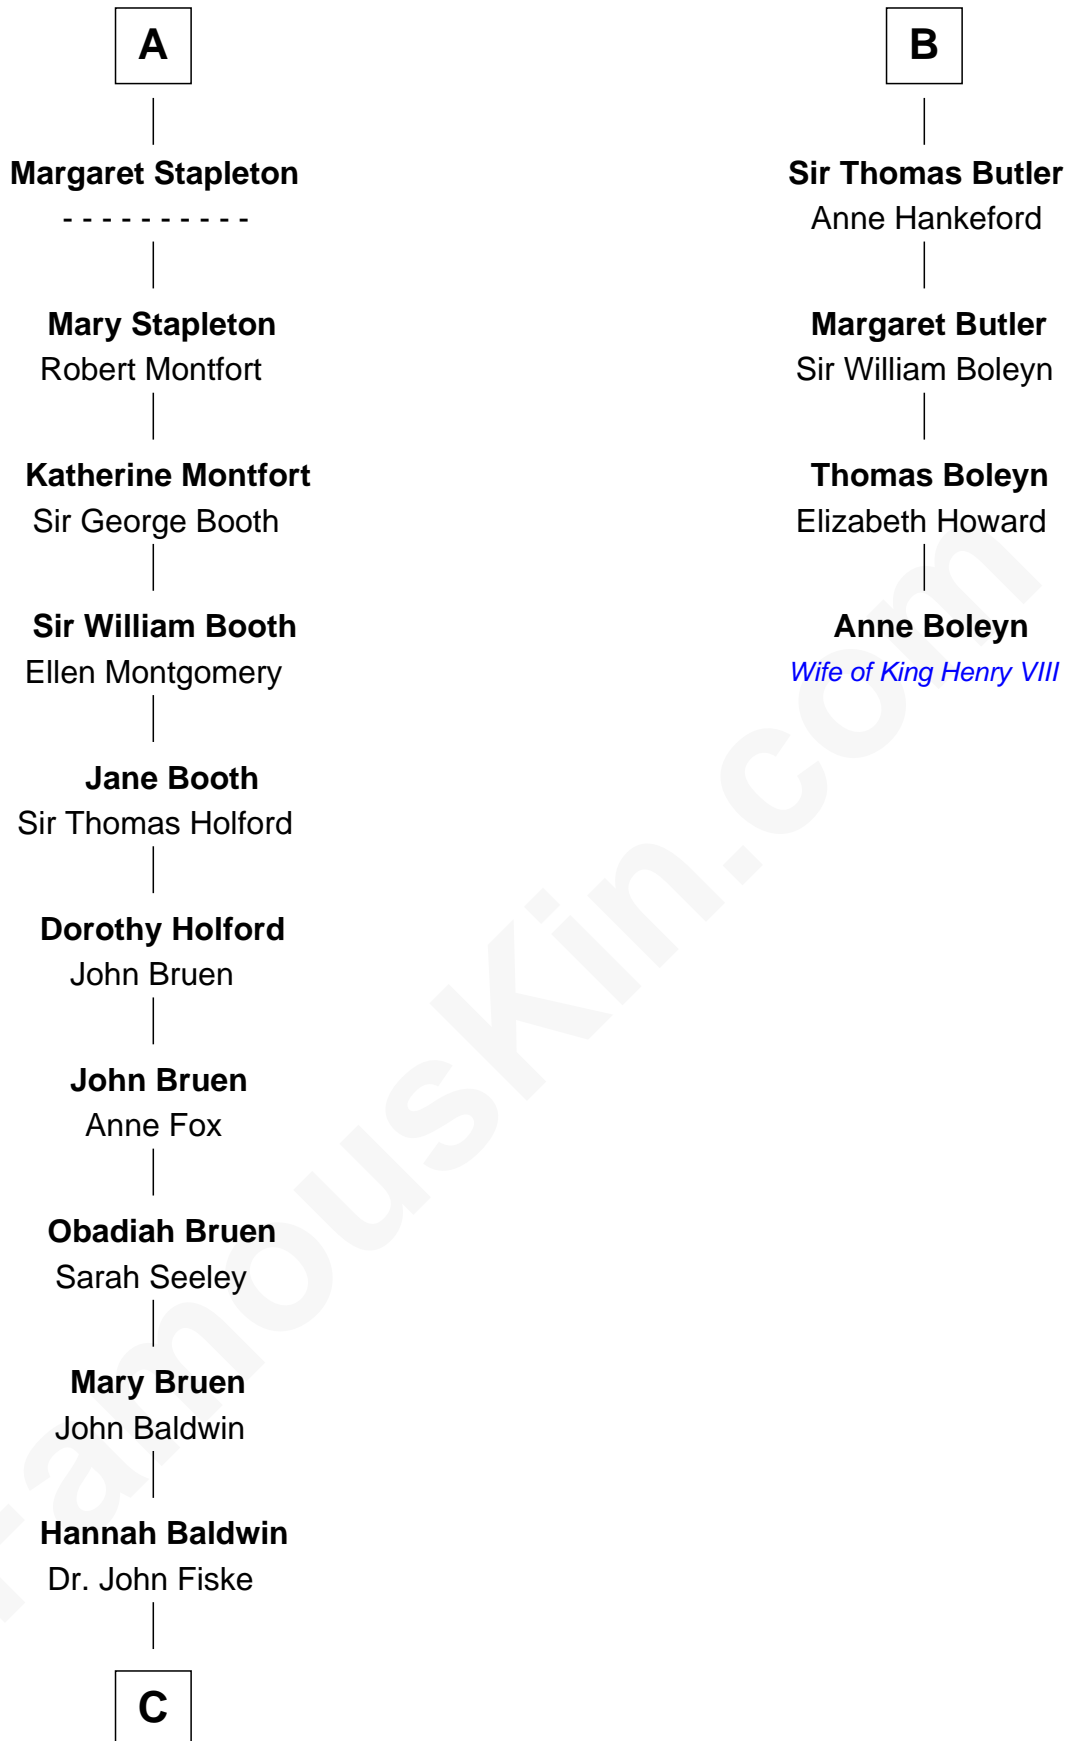 A
Margaret Stapleton
- - - - - - - - - -
Mary Stapleton
Robert Montfort
Katherine Montfort
Sir George Booth
Sir William Booth
Ellen Montgomery
Jane Booth
Sir Thomas Holford
Dorothy Holford
John Bruen
John Bruen
Anne Fox
Obadiah Bruen
Sarah Seeley
Mary Bruen
John Baldwin
Hannah Baldwin
Dr. John Fiske
C
B
Sir Thomas Butler
Anne Hankeford
Margaret Butler
Sir William Boleyn
Thomas Boleyn
Elizabeth Howard
Anne Boleyn
Wife of King Henry VIII
FamousKin.com